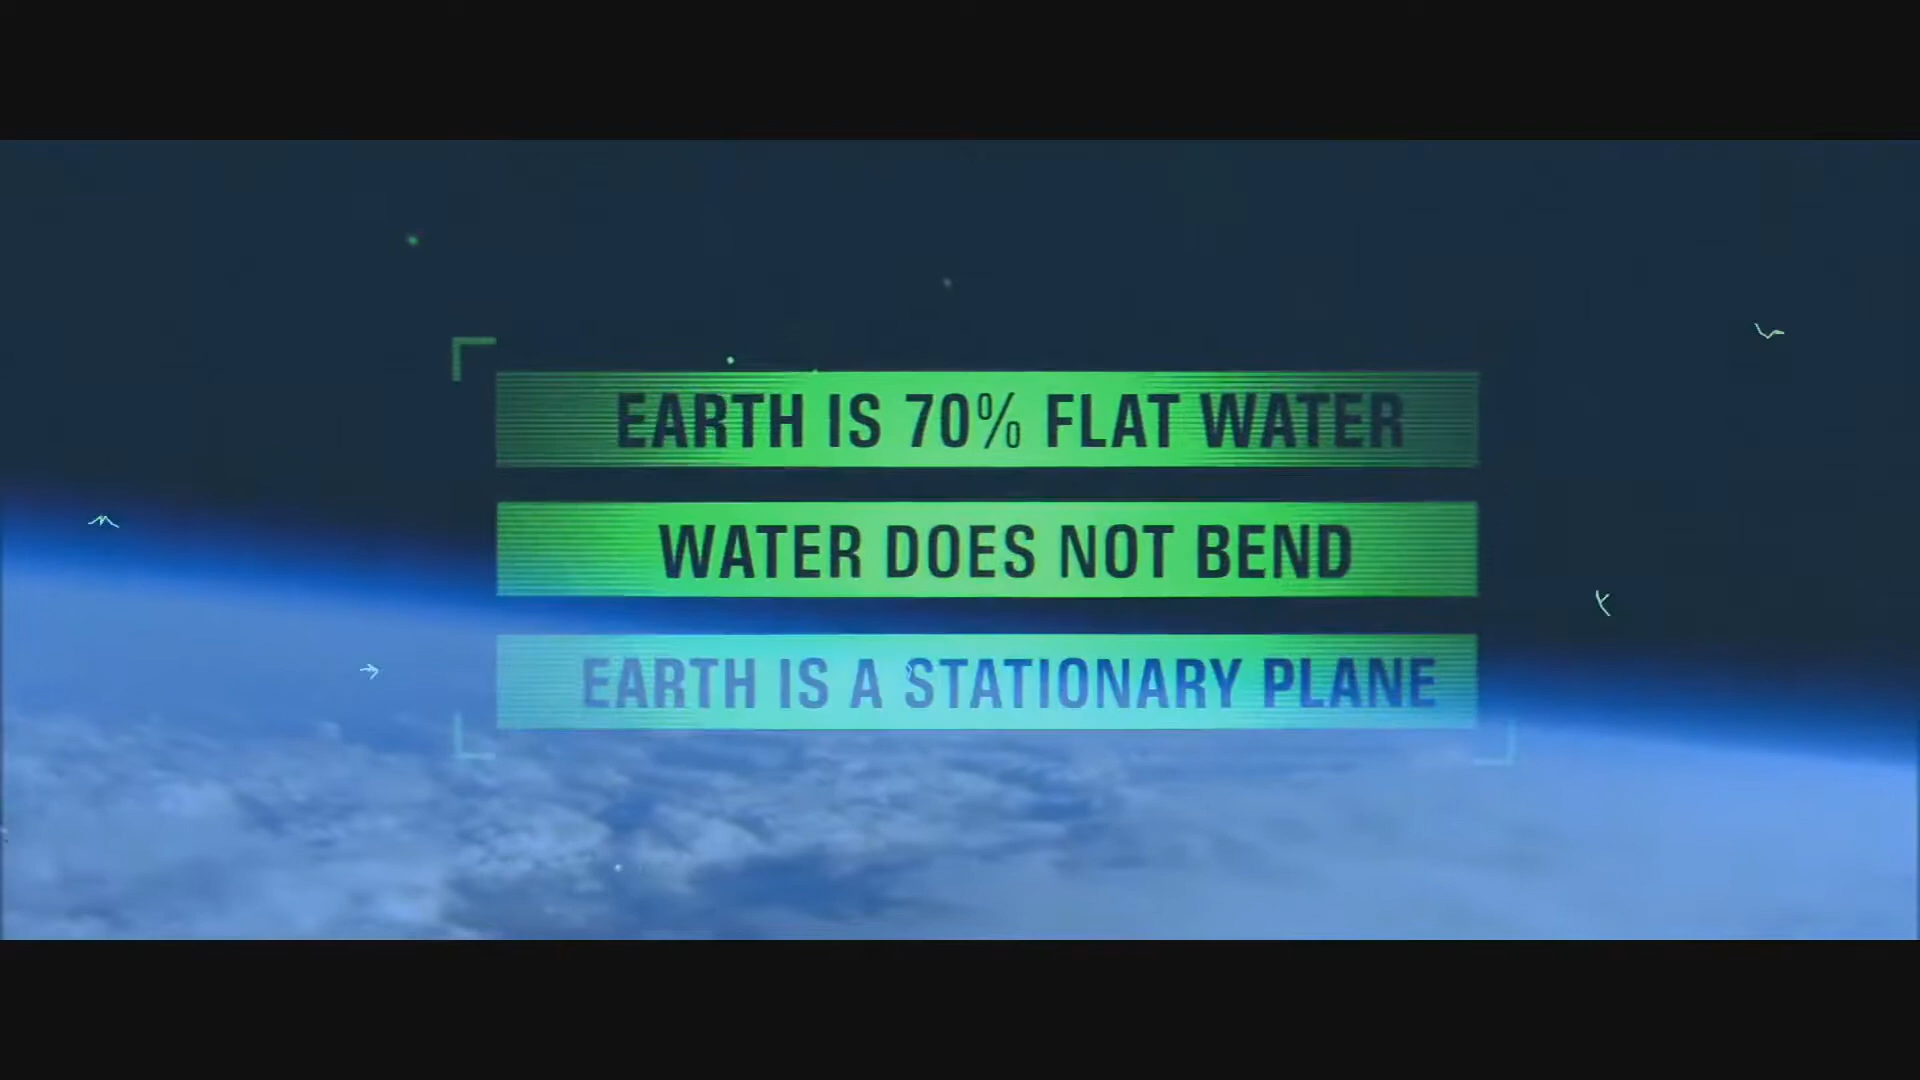 EARTH IS 70% FLAT WATER
WATER DOES NOT BEND
EARTH IS A STATIONARY PLANE